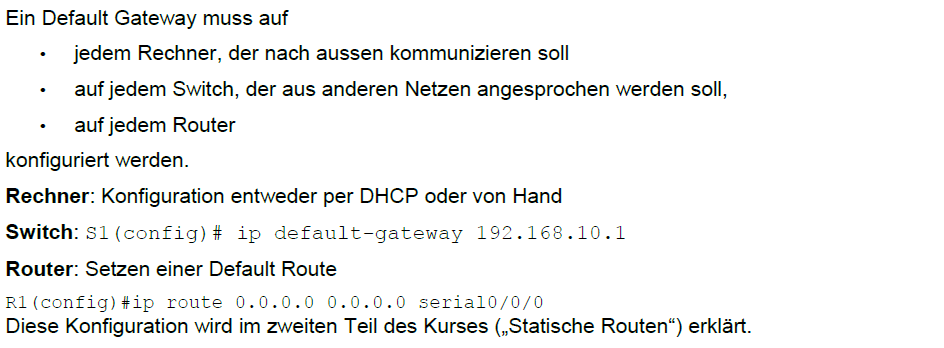 Ein Default Gateway muss auf
• jedem Rechner, der nach aussen kommunizieren soll
• auf jedem Switch, der aus anderen Netzen angesprochen werden soll,
• auf jedem Router
konfiguriert werden.
Rechner: Konfiguration entweder per DHCP oder von Hand
Switch: S1(config)# ip default-gateway 192.168.10.1
Router: Setzen einer Default Route
R1(config)#ip route 0.0.0.0 0.0.0.0 serial0/0/0
Diese Konfiguration wird im zweiten Teil des Kurses („Statische Routen“) erklärt.